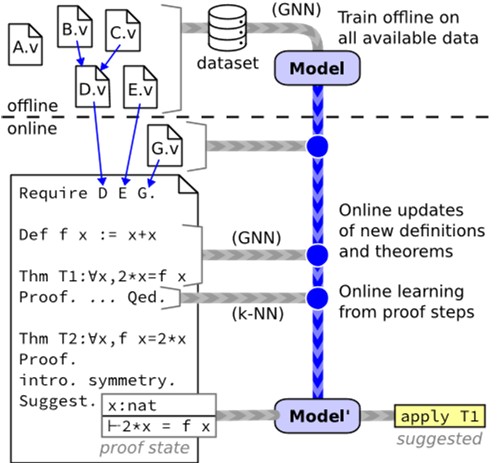 (GNN)
Train offline on
all available data
A.v
B.v
C.v
dataset
Model
D.v
E.v
offline
online
G.v
Require D E G.
Def f x := x+x
(GNN)
Online updates
of new definitions
and theorems
Thm T1:∀x,2*x=f x
Proof. ... Qed.
(k-NN)
Online learning
from proof steps
Thm T2:∀x,f x=2*x
Proof.
intro. symmetry.
Suggest.
x:nat
⊢2*x = f x
proof state
Model'
apply T1
suggested